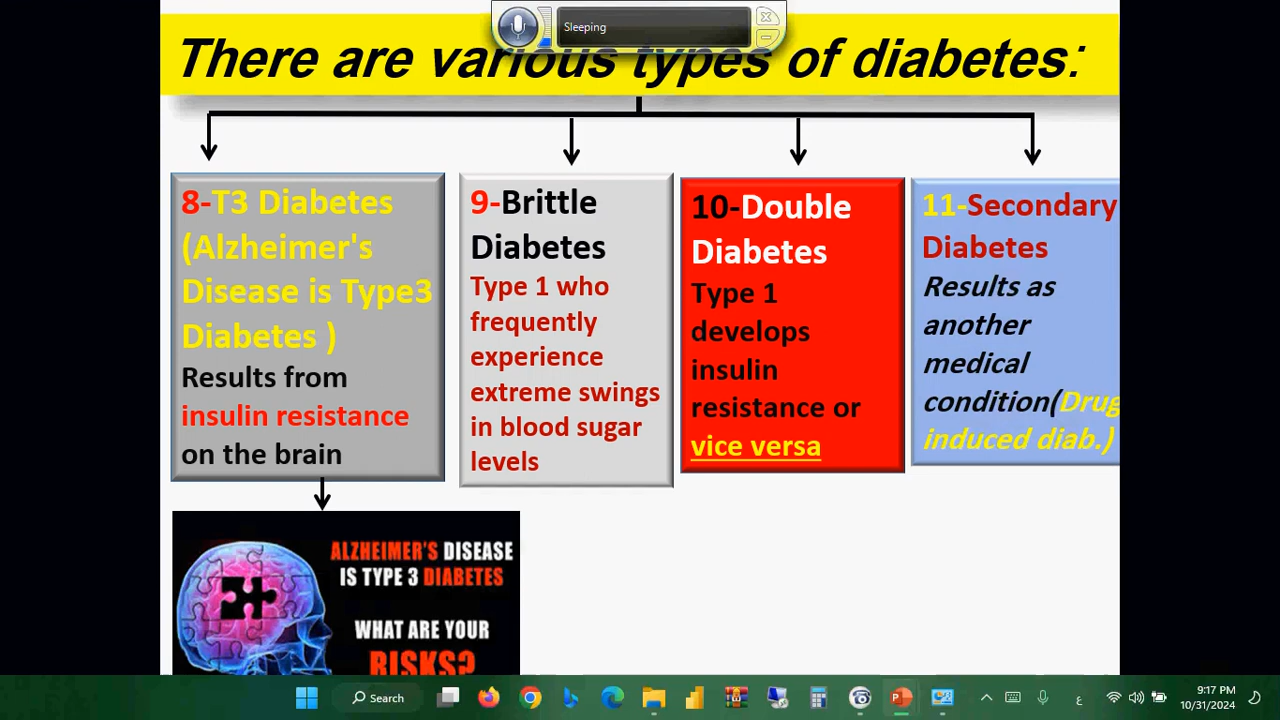 Sleeping
There are various types of diabetes:
8-T3 Diabetes
(Alzheimer's
Disease is Type3
Diabetes )
Results from
insulin resistance
on the brain
9-Brittle
Diabetes
Type 1 who
frequently
experience
extreme swings
in blood sugar
levels
10-Double
Diabetes
Type 1
develops
insulin
resistance or
vice versa
11-Secondary
Diabetes
Results as
another
medical
condition(Drug
induced diab.)
ALZHEIMER'S DISEASE
IS TYPE 3 DIABETES
WHAT ARE YOUR
RISKS?
Search
ع
9:17 PM
10/31/2024